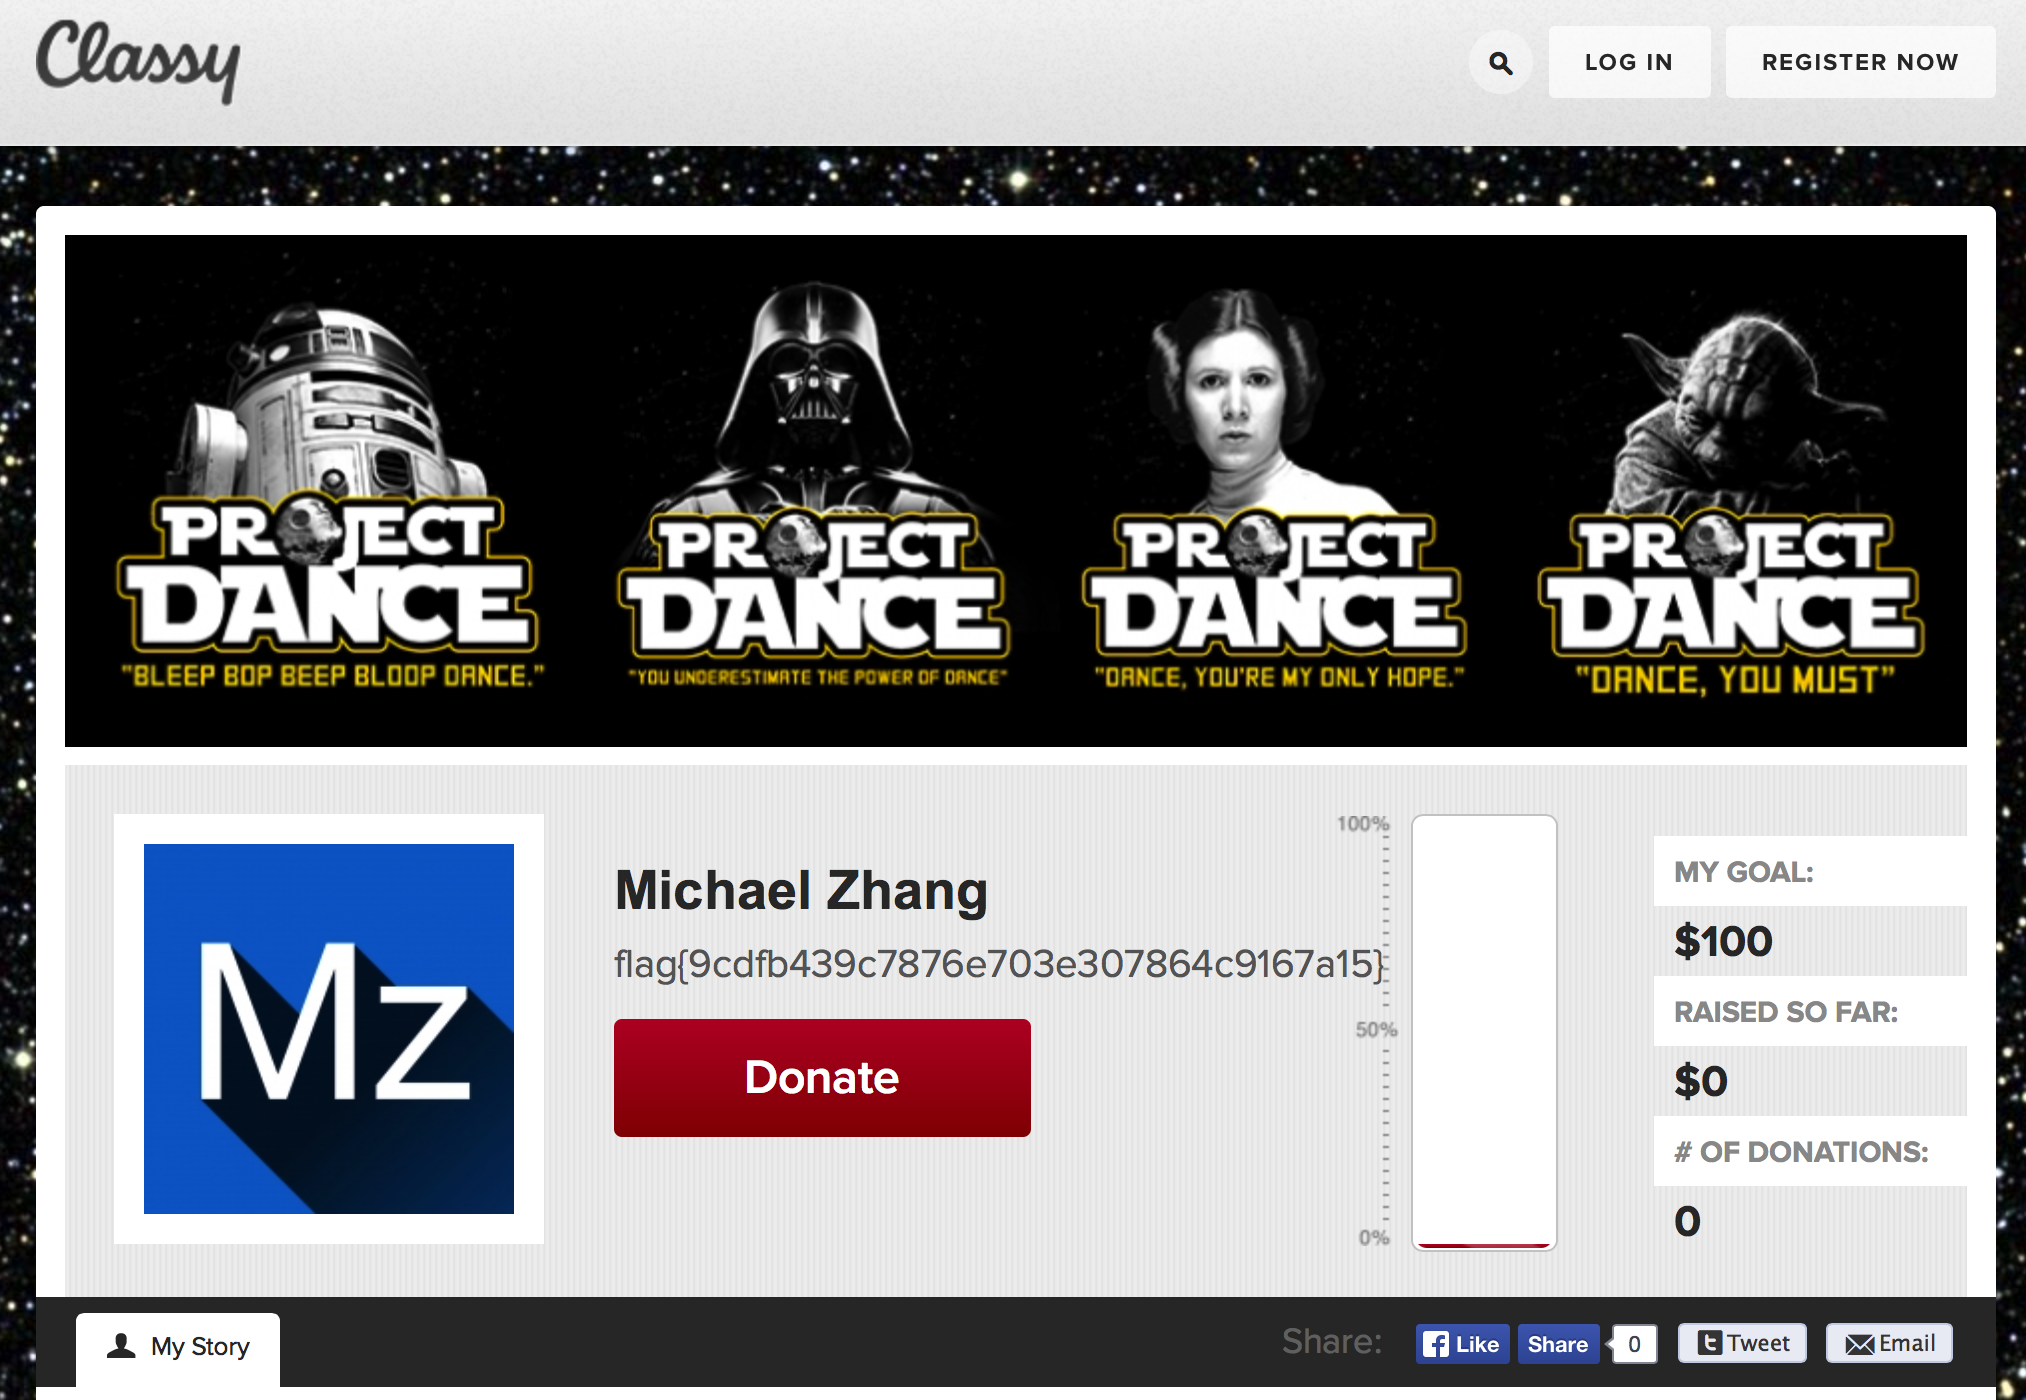 Classy
LOG IN
REGISTER NOW
PROJECT
DANCE
"BLEEP BOP BEEP BLOOP DANCE."
PROJECT
DANCE
"YOU UNDERESTIMATE THE POWER OF DANCE"
PROJECT
DANCE
"DANCE, YOU'RE MY ONLY HOPE."
PROJECT
DANCE
"DANCE, YOU MUST"
Mz
Michael Zhang
flag{9cdfb439c7876e703e307864c9167a15}
Donate
100%
50%
0%
MY GOAL:
$100
RAISED SO FAR:
$0
# OF DONATIONS:
0
My Story
Share:
Like
Share
0
Tweet
Email